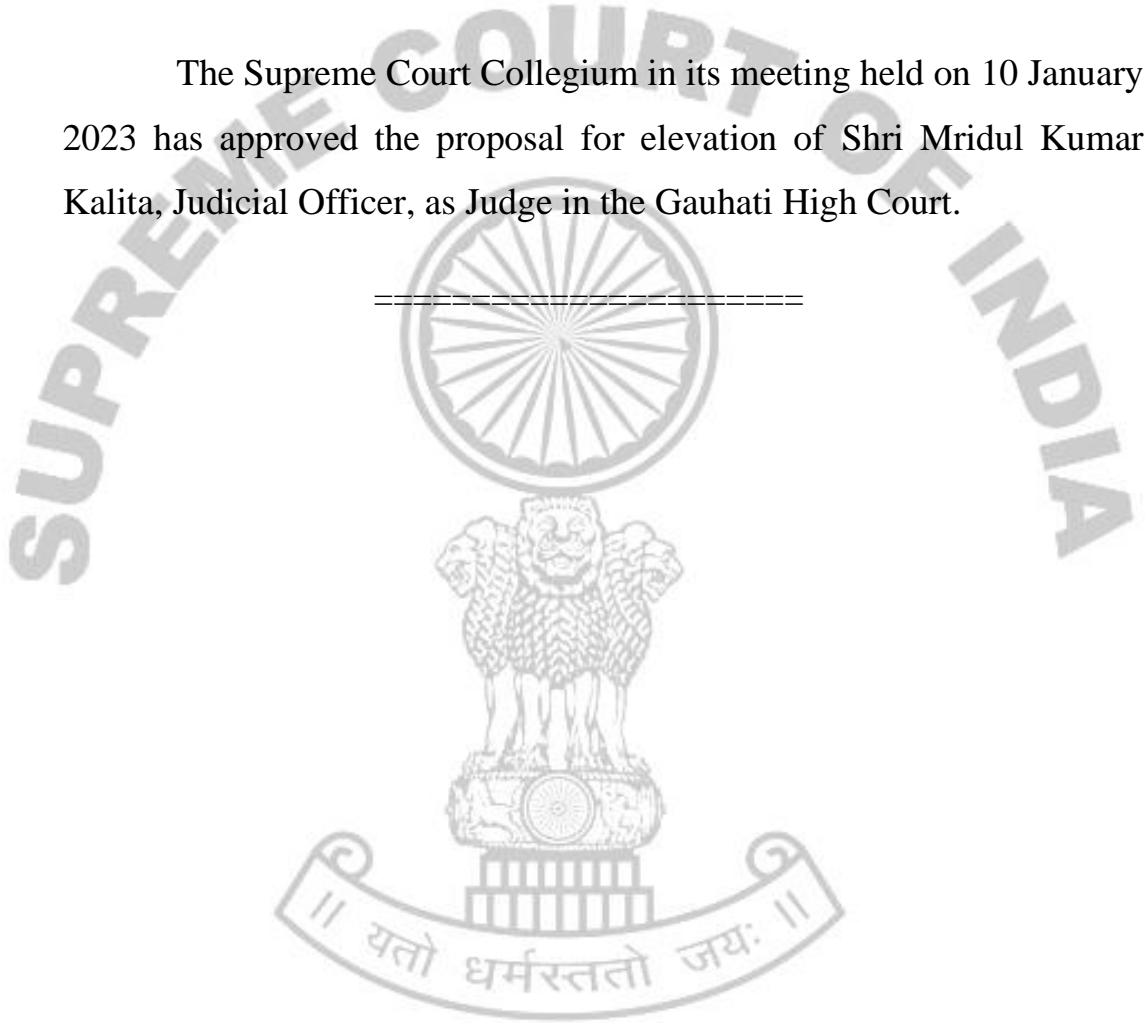 SUPREME COURT OF INDIA
The Supreme Court Collegium in its meeting held on 10 January
2023 has approved the proposal for elevation of Shri Mridul Kumar
Kalita, Judicial Officer, as Judge in the Gauhati High Court.
======================
॥ यतो धर्मस्ततो जयः ॥